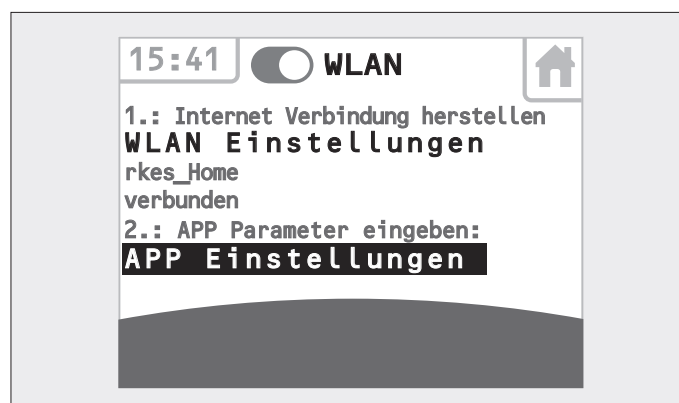 15:41 WLAN
1.: Internet Verbindung herstellen
WLAN Einstellungen
rkes_Home
verbunden
2.: APP Parameter eingeben:
APP Einstellungen